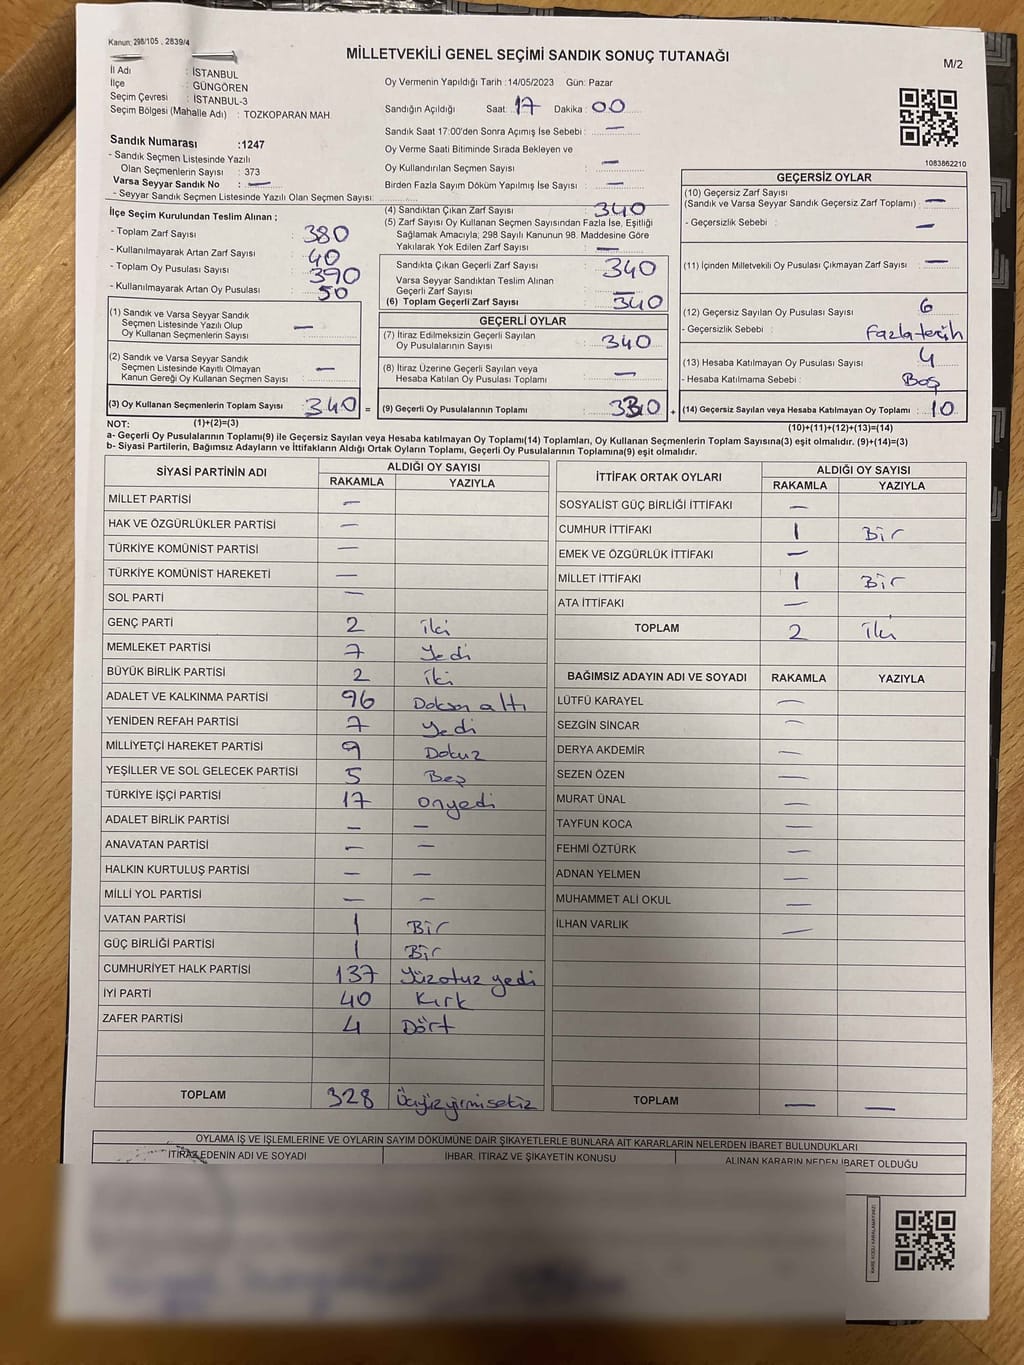 Kanun; 298/105 , 2839/4
MİLLETVEKİLİ GENEL SEÇİMİ SANDIK SONUÇ TUTANAĞI
M/2
İl Adı : İSTANBUL
İlçe : GÜNGÖREN
Seçim Çevresi : İSTANBUL-3
Seçim Bölgesi (Mahalle Adı) : TOZKOPARAN MAH.
Oy Vermenin Yapıldığı Tarih :14/05/2023 Gün: Pazar
Sandığın Açıldığı Saat: 17 Dakika : 00
Sandık Saat 17:00'den Sonra Açımış İse Sebebi : —
Oy Verme Saati Bitiminde Sırada Bekleyen ve
Oy Kullandırılan Seçmen Sayısı : —
Birden Fazla Sayım Döküm Yapılmış İse Sayısı : —
1083862210
Sandık Numarası :1247
- Sandık Seçmen Listesinde Yazılı
Olan Seçmenlerin Sayısı : 373
Varsa Seyyar Sandık No : —
- Seyyar Sandık Seçmen Listesinde Yazılı Olan Seçmen Sayısı:
İlçe Seçim Kurulundan Teslim Alınan ;
- Toplam Zarf Sayısı : 380
- Kullanılmayarak Artan Zarf Sayısı : 40
- Toplam Oy Pusulası Sayısı : 390
- Kullanılmayarak Artan Oy Pusulası : 50
(1) Sandık ve Varsa Seyyar Sandık
Seçmen Listesinde Yazılı Olup
Oy Kullanan Seçmenlerin Sayısı : —
(2) Sandık ve Varsa Seyyar Sandık
Seçmen Listesinde Kayıtlı Olmayan
Kanun Gereği Oy Kullanan Seçmen Sayısı : —
(3) Oy Kullanan Seçmenlerin Toplam Sayısı : 340 =
(4) Sandıktan Çıkan Zarf Sayısı : 340
(5) Zarf Sayısı Oy Kullanan Seçmen Sayısından Fazla İse, Eşitliği
Sağlamak Amacıyla, 298 Sayılı Kanunun 98. Maddesine Göre
Yakılarak Yok Edilen Zarf Sayısı : —
Sandıkta Çıkan Geçerli Zarf Sayısı : 340
Varsa Seyyar Sandıktan Teslim Alınan
Geçerli Zarf Sayısı : —
(6) Toplam Geçerli Zarf Sayısı : 340
GEÇERLİ OYLAR
(7) İtiraz Edilmeksizin Geçerli Sayılan
Oy Pusulalarının Sayısı : 340
(8) İtiraz Üzerine Geçerli Sayılan veya
Hesaba Katılan Oy Pusulası Toplamı : —
(9) Gerçerli Oy Pusulalarının Toplamı : 330 +
GEÇERSİZ OYLAR
(10) Geçersiz Zarf Sayısı
(Sandık ve Varsa Seyyar Sandık Geçersiz Zarf Toplamı) : —
- Geçersizlik Sebebi : —
(11) İçinden Milletvekili Oy Pusulası Çıkmayan Zarf Sayısı : —
(12) Geçersiz Sayılan Oy Pusulası Sayısı : 6
- Geçersizlik Sebebi : Fazla tercih
(13) Hesaba Katılmayan Oy Pusulası Sayısı : 4
- Hesaba Katılmama Sebebi : Boş
(14) Geçersiz Sayılan veya Hesaba Katılmayan Oy Toplamı : 10
NOT: (1)+(2)=(3)
(10)+(11)+(12)+(13)=(14)
a- Geçerli Oy Pusulalarının Toplamı(9) ile Geçersiz Sayılan veya Hesaba katılmayan Oy Toplamı(14) Toplamları, Oy Kullanan Seçmenlerin Toplam Sayısına(3) eşit olmalıdır. (9)+(14)=(3)
b- Siyasi Partilerin, Bağımsız Adayların ve İttifakların Aldığı Ortak Oyların Toplamı, Geçerli Oy Pusulalarının Toplamına(9) eşit olmalıdır.
SİYASİ PARTİNİN ADI ALDIĞI OY SAYISI
RAKAMLA YAZIYLA
MİLLET PARTİSİ —
HAK VE ÖZGÜRLÜKLER PARTİSİ —
TÜRKİYE KOMÜNİST PARTİSİ —
TÜRKİYE KOMÜNİST HAREKETİ —
SOL PARTİ —
GENÇ PARTİ 2 iki
MEMLEKET PARTİSİ 7 Yedi
BÜYÜK BİRLİK PARTİSİ 2 iki
ADALET VE KALKINMA PARTİSİ 96 Doksan altı
YENİDEN REFAH PARTİSİ 7 Yedi
MİLLİYETÇİ HAREKET PARTİSİ 9 Dokuz
YEŞİLLER VE SOL GELECEK PARTİSİ 5 Beş
TÜRKİYE İŞÇİ PARTİSİ 17 onyedi
ADALET BİRLİK PARTİSİ — —
ANAVATAN PARTİSİ — —
HALKIN KURTULUŞ PARTİSİ — —
MİLLİ YOL PARTİSİ — —
VATAN PARTİSİ 1 Bir
GÜÇ BİRLİĞİ PARTİSİ 1 Bir
CUMHURİYET HALK PARTİSİ 137 Yüzotuz yedi
İYİ PARTİ 40 Kırk
ZAFER PARTİSİ 4 Dört
TOPLAM 328 Üçyüzyirmisekiz
İTTİFAK ORTAK OYLARI ALDIĞI OY SAYISI
RAKAMLA YAZIYLA
SOSYALİST GÜÇ BİRLİĞİ İTTİFAKI —
CUMHUR İTTİFAKI 1 Bir
EMEK VE ÖZGÜRLÜK İTTİFAKI —
MİLLET İTTİFAKI 1 Bir
ATA İTTİFAKI —
TOPLAM 2 İki
BAĞIMSIZ ADAYIN ADI VE SOYADI RAKAMLA YAZIYLA
LÜTFÜ KARAYEL —
SEZGİN SINCAR —
DERYA AKDEMİR —
SEZEN ÖZEN —
MURAT ÜNAL —
TAYFUN KOCA —
FEHMİ ÖZTÜRK —
ADNAN YELMEN —
MUHAMMET ALİ OKUL —
İLHAN VARLIK —
TOPLAM — —
OYLAMA İŞ VE İŞLEMLERİNE VE OYLARIN SAYIM DÖKÜMÜNE DAİR ŞİKAYETLERLE BUNLARA AİT KARARLARIN NELERDEN İBARET BULUNDUKLARI
İTİRAZ EDENİN ADI VE SOYADI İHBAR, İTİRAZ VE ŞİKAYETİN KONUSU ALINAN KARARIN NEDEN İBARET OLDUĞU
KARE KODU KARALAMAYINIZ!